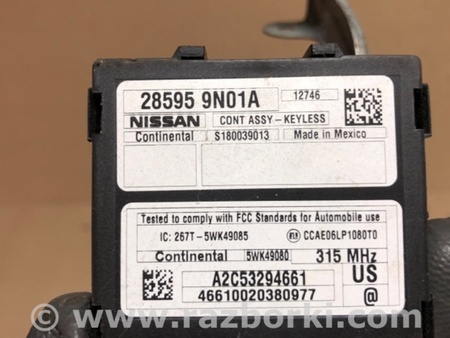 28595 9N01A 12746
NISSAN CONT ASSY-KEYLESS
Continental S180039013 Made in Mexico
Tested to comply with FCC Standards for Automobile use
IC: 267T-5WK49085 CCAE06LP1080T0
Continental 5WK49080 315 MHz
A2C53294661 US
46610020380977 @
www.razborki.com